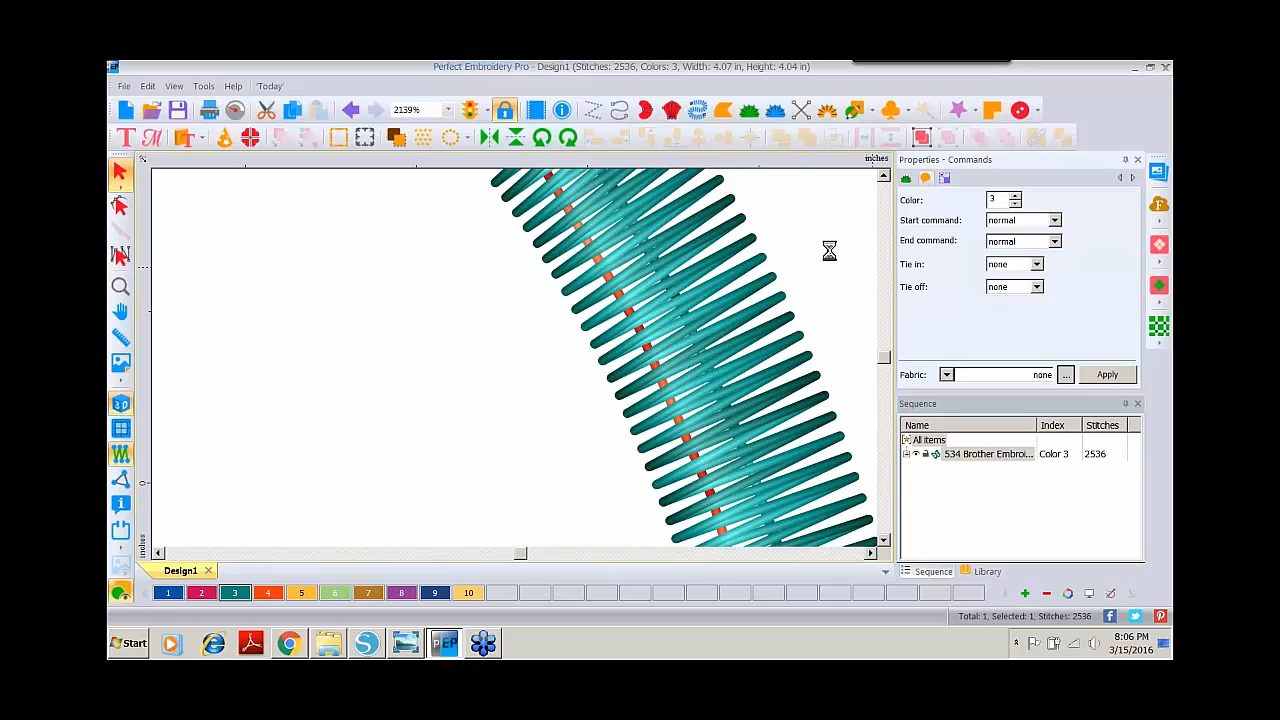 Perfect Embroidery Pro - Design1 (Stitches: 2536, Colors: 3, Width: 4.07 in, Height: 4.04 in)
File Edit View Tools Help 'Today'
2139%
inches
Properties - Commands
Color: 3
Start command: normal
End command: normal
Tie in: none
Tie off: none
Fabric: none ... Apply
Sequence
Name Index Stitches
All items
534 Brother Embroi... Color 3 2536
0
inches
Design1
Sequence Library
1 2 3 4 5 6 7 8 9 10
Total: 1, Selected: 1, Stitches: 2536
Start
8:06 PM
3/15/2016